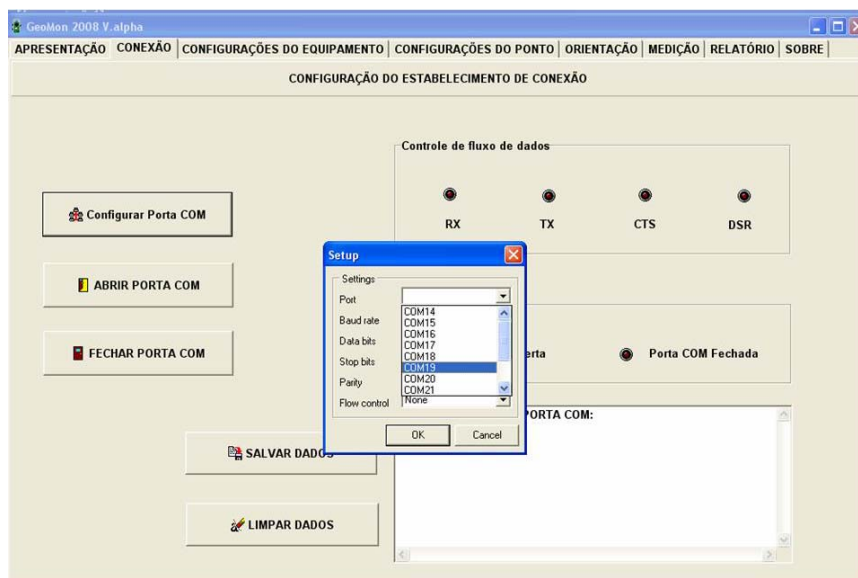 GeoMon 2008 V.alpha
APRESENTAÇÃO CONEXÃO CONFIGURAÇÕES DO EQUIPAMENTO CONFIGURAÇÕES DO PONTO ORIENTAÇÃO MEDIÇÃO RELATÓRIO SOBRE
CONFIGURAÇÃO DO ESTABELECIMENTO DE CONEXÃO
Controle de fluxo de dados
RX TX CTS DSR
Configurar Porta COM
ABRIR PORTA COM
FECHAR PORTA COM
Setup
Settings
Port
Baud rate
Data bits
Stop bits
Parity
Flow control
COM14
COM15
COM16
COM17
COM18
COM19
COM20
COM21
None
OK Cancel
erta Porta COM Fechada
PORTA COM:
SALVAR DADOS
LIMPAR DADOS